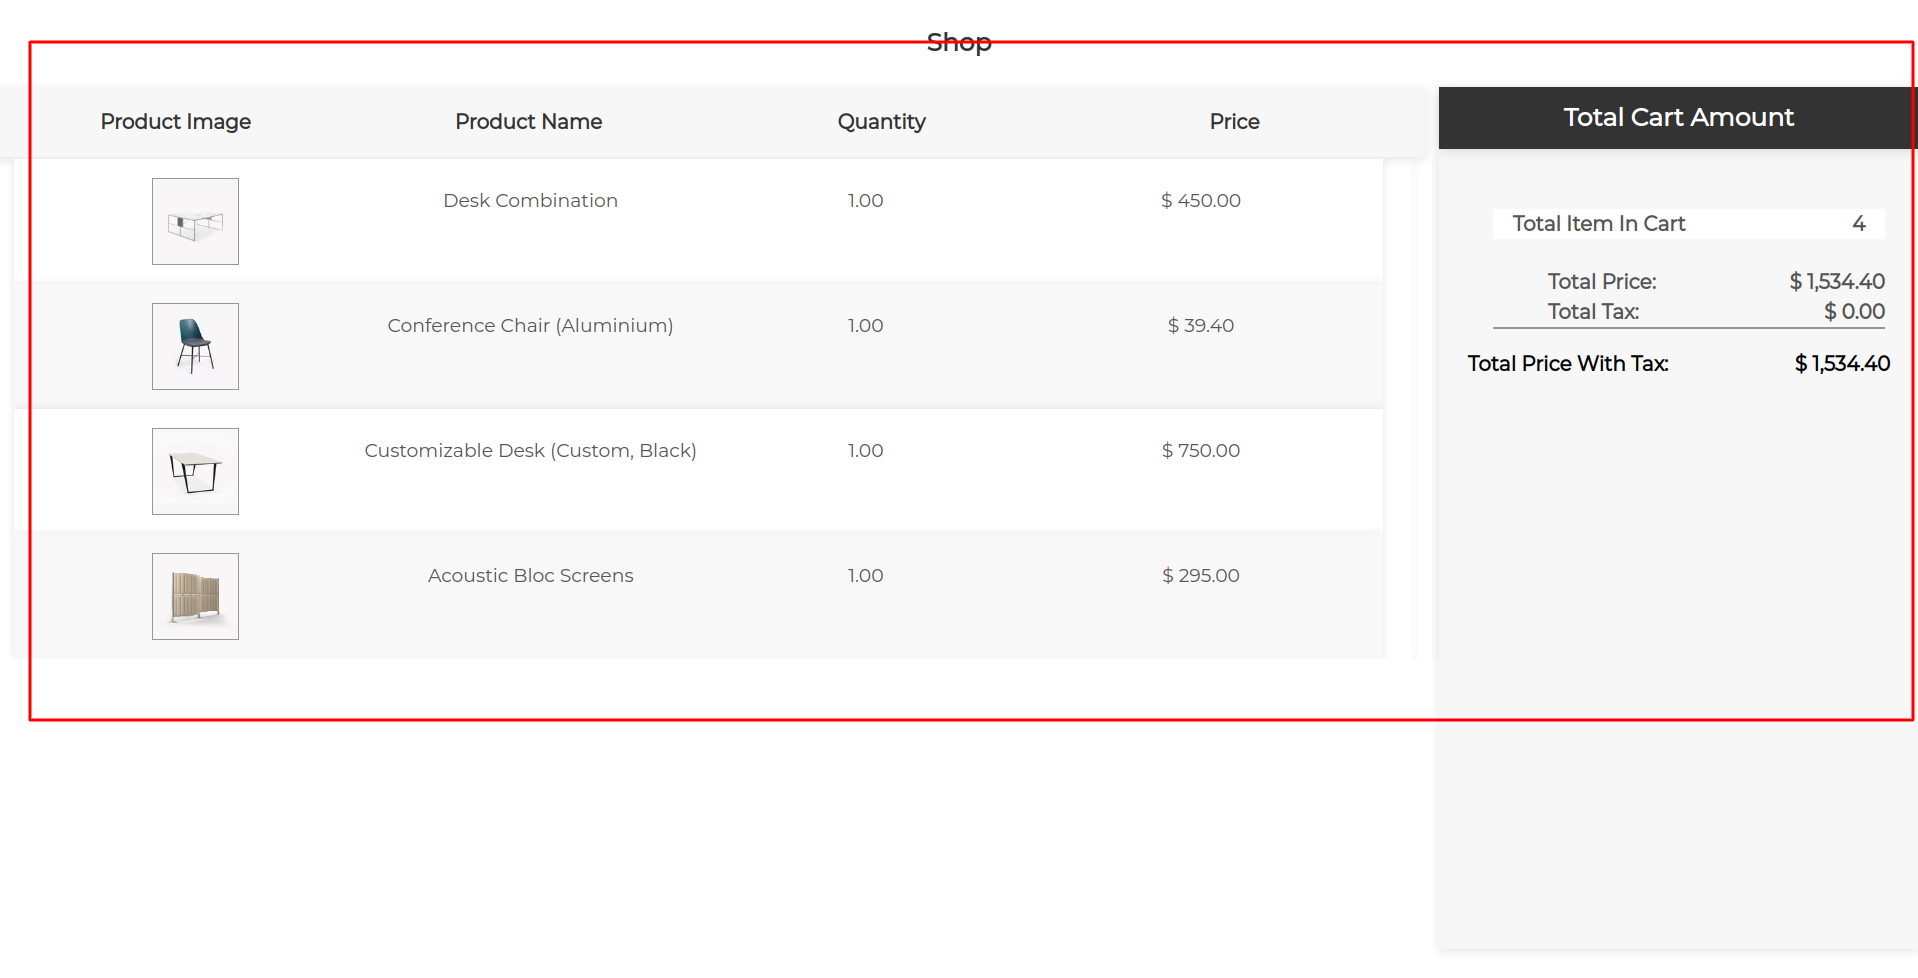 Shop
Product Image Product Name Quantity Price
Desk Combination 1.00 $ 450.00
Conference Chair (Aluminium) 1.00 $ 39.40
Customizable Desk (Custom, Black) 1.00 $ 750.00
Acoustic Bloc Screens 1.00 $ 295.00
Total Cart Amount
Total Item In Cart 4
Total Price: $ 1,534.40
Total Tax: $ 0.00
Total Price With Tax: $ 1,534.40